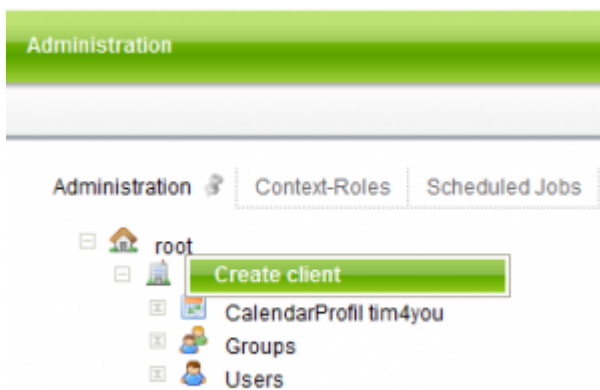 Administration
Administration Context-Roles Scheduled Jobs
root
Create client
CalendarProfil tim4you
Groups
Users